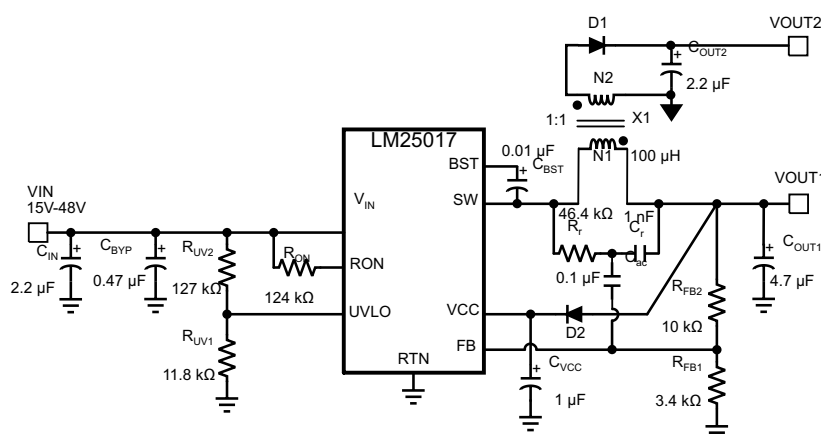 D1
VOUT2
COUT2
+
2.2 μF
N2
1:1
X1
LM25017
0.01 μF
+
CBST
N1
100 μH
BST
VIN
15V-48V
VIN
SW
46.4 kΩ
1 nF
VOUT1
Rr
Cr
CIN
+
CBYP
+
RUV2
RON
RON
Cac
+
COUT1
2.2 μF
0.47 μF
127 kΩ
124 kΩ
0.1 μF
4.7 μF
RFB2
UVLO
VCC
D2
10 kΩ
RUV1
FB
RTN
CVCC
RFB1
11.8 kΩ
+
1 μF
3.4 kΩ